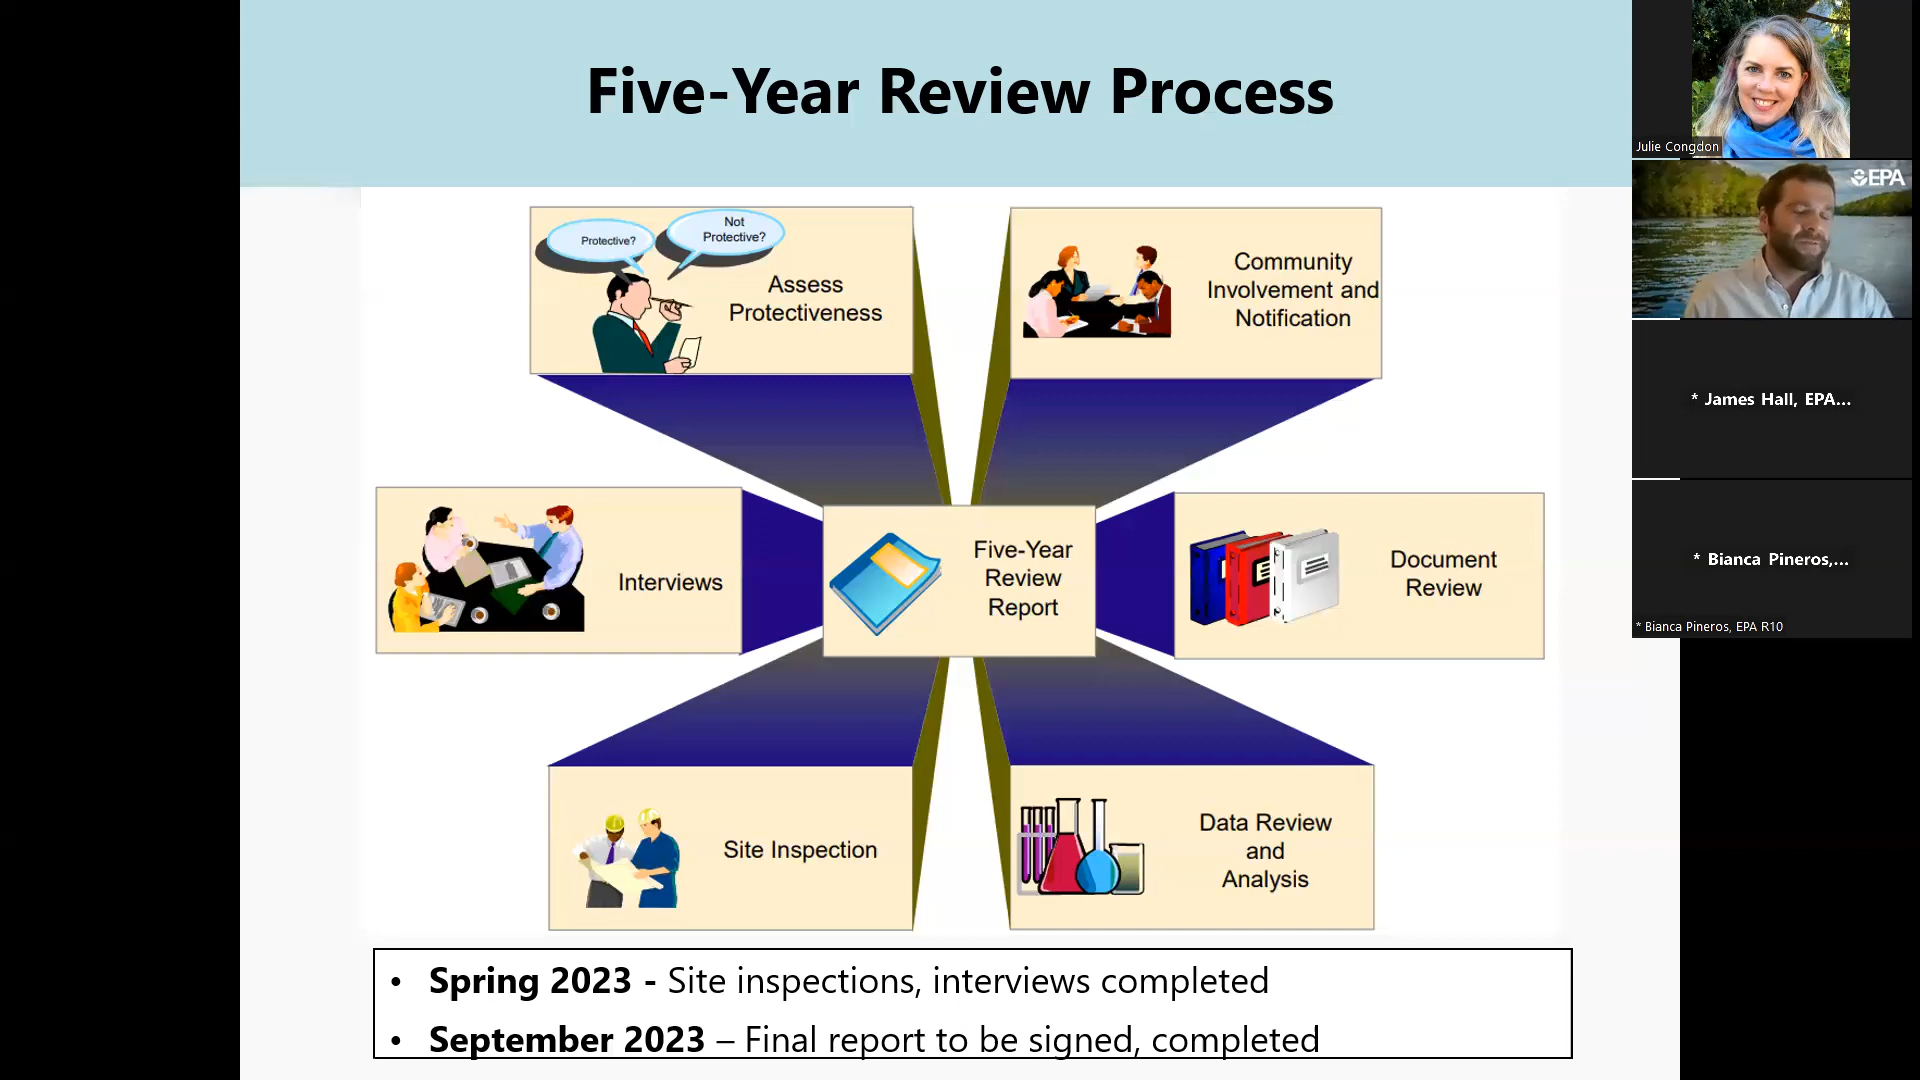 Five-Year Review Process
Protective?
Not
Protective?
Assess
Protectiveness
Community
Involvement and
Notification
Interviews
Five-Year
Review
Report
Document
Review
Site Inspection
Data Review
and
Analysis
• Spring 2023 - Site inspections, interviews completed
• September 2023 – Final report to be signed, completed
Julie Congdon
EPA
* James Hall, EPA...
* Bianca Pineros,...
* Bianca Pineros, EPA R10